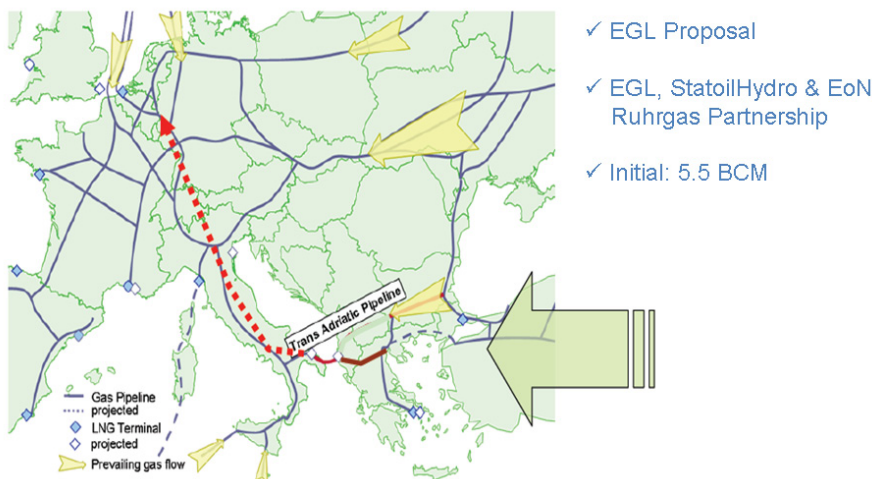 ✓ EGL Proposal
✓ EGL, StatoilHydro & EoN
Ruhrgas Partnership
✓ Initial: 5.5 BCM
Trans Adriatic Pipeline
Gas Pipeline
projected
LNG Terminal
projected
Prevailing gas flow